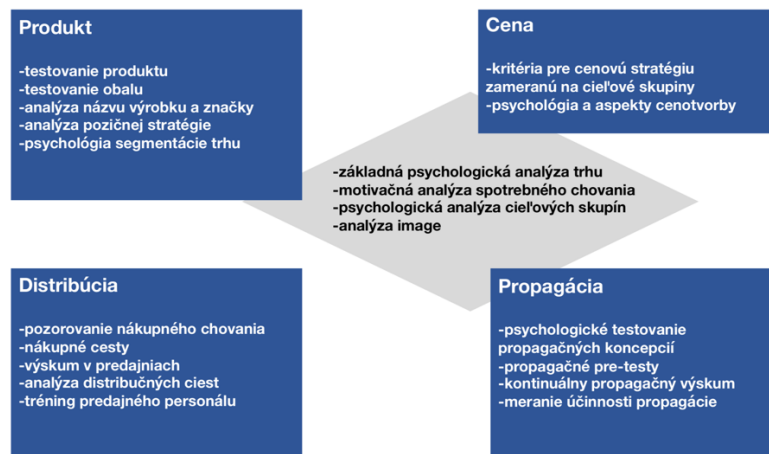 Produkt
-testovanie produktu
-testovanie obalu
-analýza názvu výrobku a značky
-analýza pozičnej stratégie
-psychológia segmentácie trhu
Cena
-kritéria pre cenovú stratégiu
zameranú na cieľové skupiny
-psychológia a aspekty cenotvorby
-základná psychologická analýza trhu
-motivačná analýza spotrebného chovania
-psychologická analýza cieľových skupín
-analýza image
Distribúcia
-pozorovanie nákupného chovania
-nákupné cesty
-výskum v predajniach
-analýza distribučných ciest
-tréning predajného personálu
Propagácia
-psychologické testovanie
propagačných koncepcií
-propagačné pre-testy
-kontinuálny propagačný výskum
-meranie účinnosti propagácie